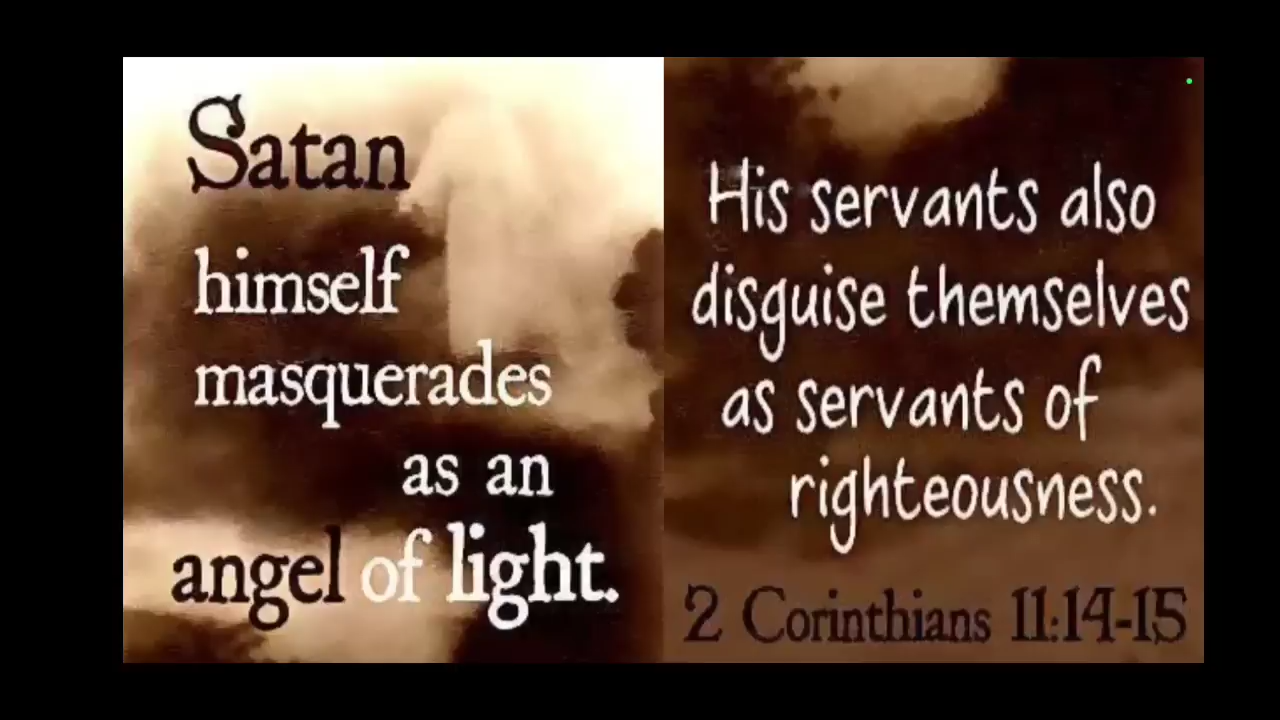 Satan
himself
masquerades
as an
angel of light.
His servants also
disguise themselves
as servants of
righteousness.
2 Corinthians 11:14-15